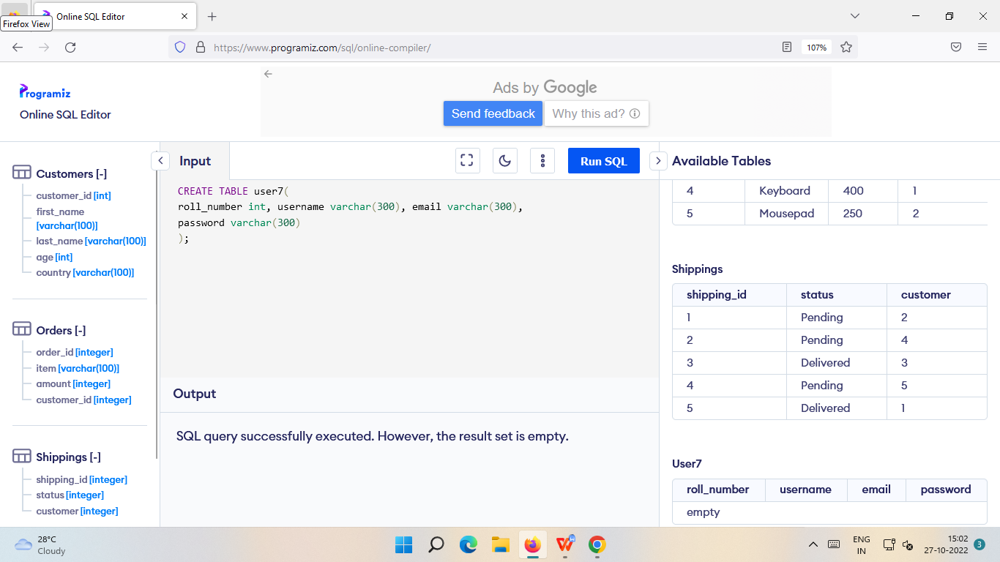 Online SQL Editor
Firefox View
https://www.programiz.com/sql/online-compiler/
107%
Programiz
Online SQL Editor
Ads by Google
Send feedback
Why this ad?
Customers [-]
customer_id [int]
first_name
[varchar(100)]
last_name [varchar(100)]
age [int]
country [varchar(100)]
Orders [-]
order_id [integer]
item [varchar(100)]
amount [integer]
customer_id [integer]
Shippings [-]
shipping_id [integer]
status [integer]
customer [integer]
Input
Run SQL
CREATE TABLE user7(
roll_number int, username varchar(300), email varchar(300),
password varchar(300)
);
Output
SQL query successfully executed. However, the result set is empty.
Available Tables
4 Keyboard 400 1
5 Mousepad 250 2
Shippings
shipping_id status customer
1 Pending 2
2 Pending 4
3 Delivered 3
4 Pending 5
5 Delivered 1
User7
roll_number username email password
empty
28°C
Cloudy
ENG
IN
15:02
27-10-2022
3